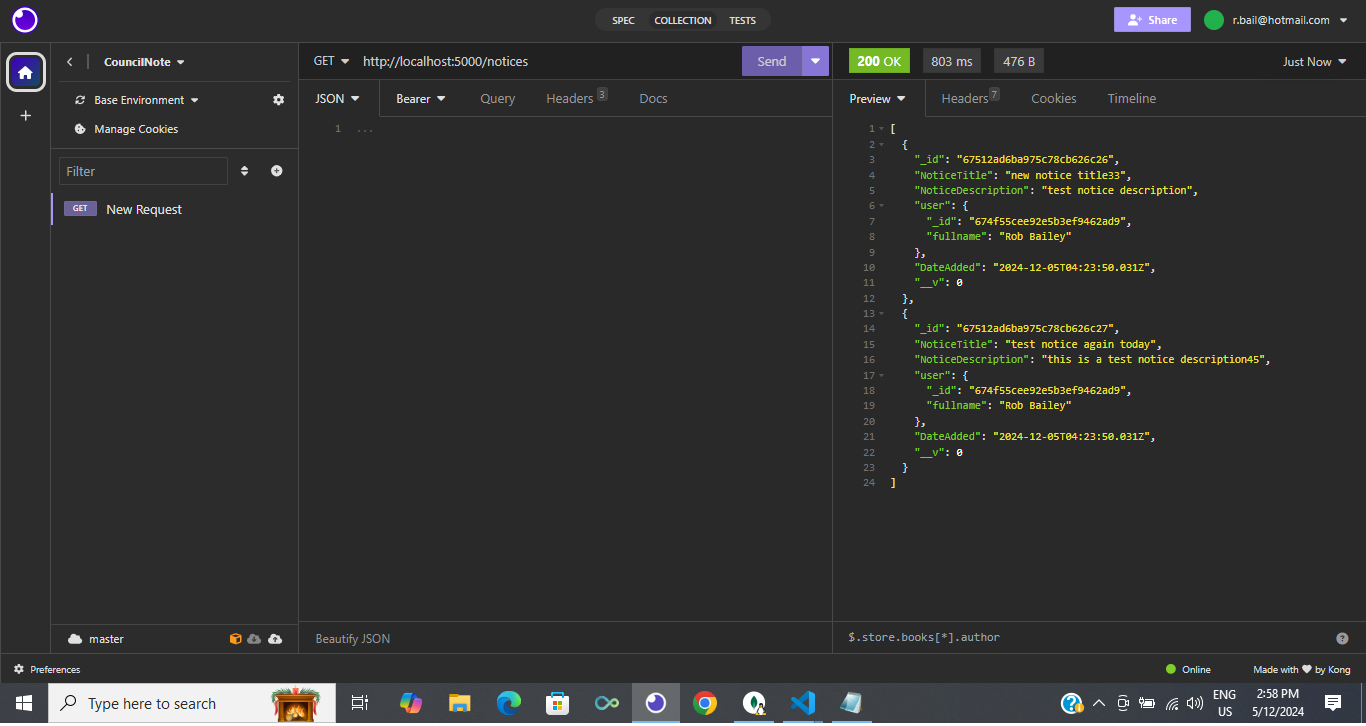 SPEC COLLECTION TESTS
Share
r.bail@hotmail.com
CouncilNote
Base Environment
Manage Cookies
Filter
GET New Request
master
GET http://localhost:5000/notices Send
JSON Bearer Query Headers 3 Docs
1 ...
Beautify JSON
200 OK 803 ms 476 B Just Now
Preview Headers 7 Cookies Timeline
1 [
2 {
3 "_id": "67512ad6ba975c78cb626c26",
4 "NoticeTitle": "new notice title33",
5 "NoticeDescription": "test notice description",
6 "user": {
7 "_id": "674f55cee92e5b3ef9462ad9",
8 "fullname": "Rob Bailey"
9 },
10 "DateAdded": "2024-12-05T04:23:50.031Z",
11 "__v": 0
12 },
13 {
14 "_id": "67512ad6ba975c78cb626c27",
15 "NoticeTitle": "test notice again today",
16 "NoticeDescription": "this is a test notice description45",
17 "user": {
18 "_id": "674f55cee92e5b3ef9462ad9",
19 "fullname": "Rob Bailey"
20 },
21 "DateAdded": "2024-12-05T04:23:50.031Z",
22 "__v": 0
23 }
24 ]
$.store.books[*].author
Preferences
Online
Made with ♥ by Kong
Type here to search
ENG
US
2:58 PM
5/12/2024